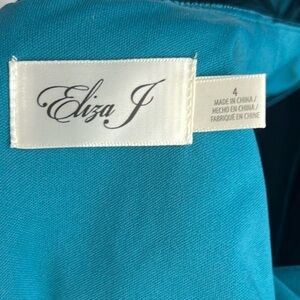 Eliza J
4
MADE IN CHINA /
HECHO EN CHINA /
FABRIQUÉ EN CHINE